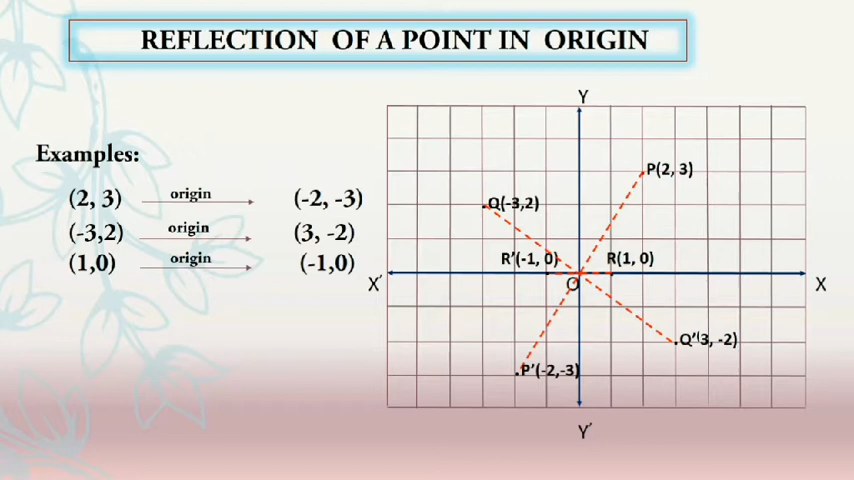 REFLECTION OF A POINT IN ORIGIN
Examples:
(2, 3) origin (-2, -3)
(-3,2) origin (3, -2)
(1,0) origin (-1,0)
Y
P(2, 3)
Q(-3,2)
R'(-1, 0) R(1, 0)
X' O X
Q'(3, -2)
P'(-2,-3)
Y'